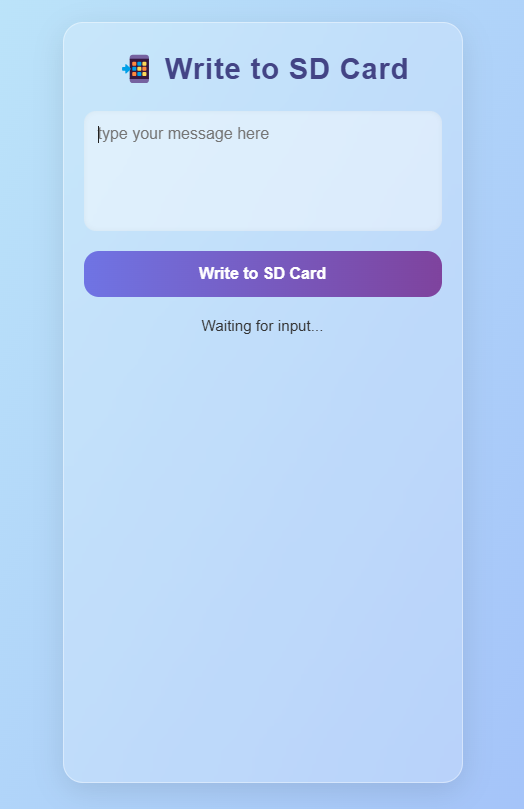 📲 Write to SD Card
type your message here
Write to SD Card
Waiting for input...